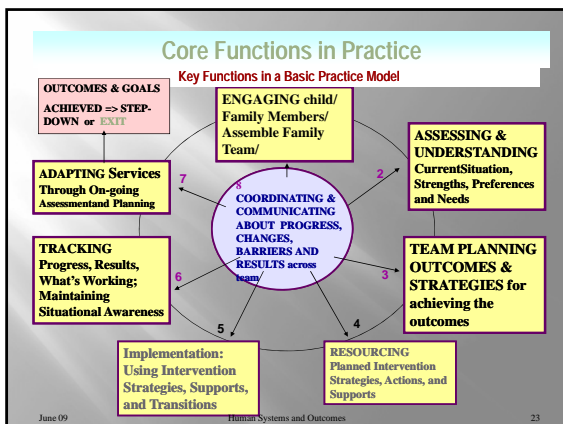 Core Functions in Practice
Key Functions in a Basic Practice Model
OUTCOMES & GOALS
ACHIEVED => STEP-
DOWN or EXIT
ENGAGING child/
Family Members/
Assemble Family
Team/
2
ASSESSING &
UNDERSTANDING
CurrentSituation,
Strengths, Preferences
and Needs
3
TEAM PLANNING
OUTCOMES &
STRATEGIES for
achieving the
outcomes
4
RESOURCING
Planned Intervention
Strategies, Actions, and
Supports
5
Implementation:
Using Intervention
Strategies, Supports,
and Transitions
6
TRACKING
Progress, Results,
What's Working;
Maintaining
Situational Awareness
7
ADAPTING Services
Through On-going
Assessmentand Planning
8
COORDINATING &
COMMUNICATING
ABOUT PROGRESS,
CHANGES,
BARRIERS AND
RESULTS across
team
June 09
Human Systems and Outcomes
23